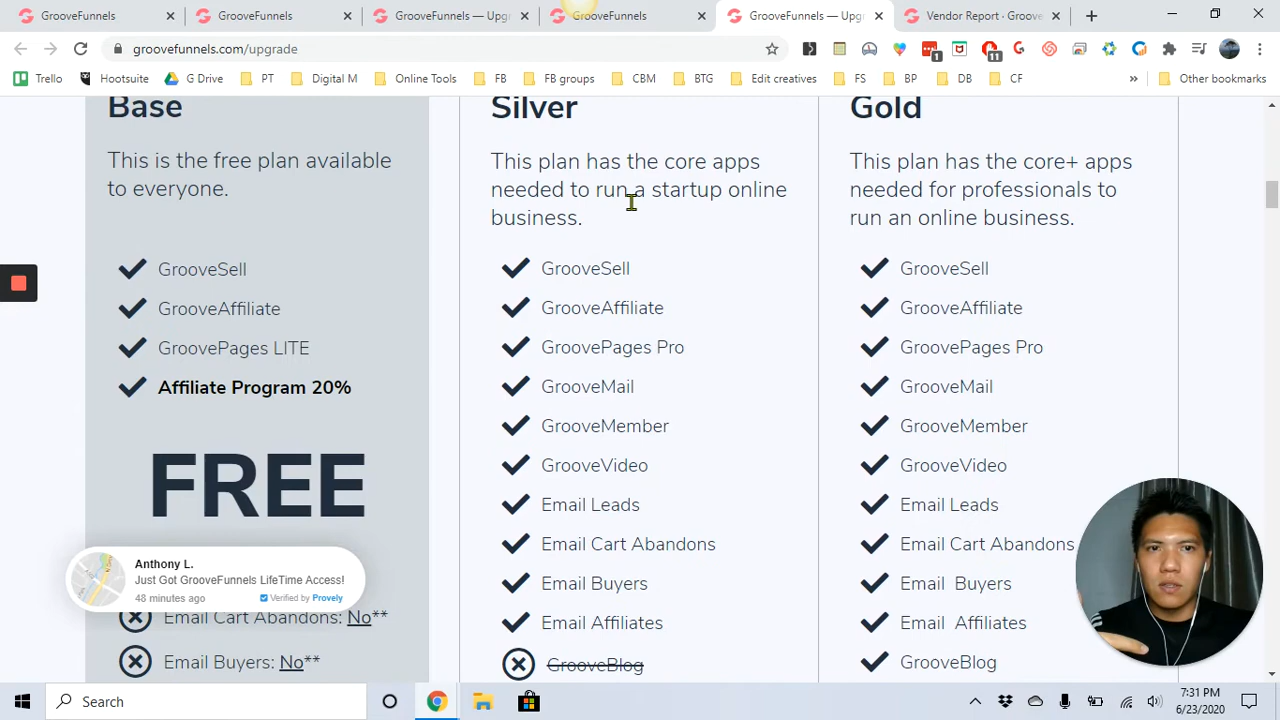 GrooveFunnels
GrooveFunnels
GrooveFunnels — Upg
GrooveFunnels
GrooveFunnels — Upg
Vendor Report · Groove
groovefunnels.com/upgrade
1
11
Trello
Hootsuite
G Drive
PT
Digital M
Online Tools
FB
FB groups
CBM
BTG
Edit creatives
FS
BP
DB
CF
»
Other bookmarks
Base
This is the free plan available
to everyone.
GrooveSell
GrooveAffiliate
GroovePages LITE
Affiliate Program 20%
FREE
Anthony L.
Just Got GrooveFunnels LifeTime Access!
48 minutes ago
Verified by Provely
Email Cart Abandons: No**
Email Buyers: No**
Silver
This plan has the core apps
needed to run a startup online
business.
GrooveSell
GrooveAffiliate
GroovePages Pro
GrooveMail
GrooveMember
GrooveVideo
Email Leads
Email Cart Abandons
Email Buyers
Email Affiliates
GrooveBlog
Gold
This plan has the core+ apps
needed for professionals to
run an online business.
GrooveSell
GrooveAffiliate
GroovePages Pro
GrooveMail
GrooveMember
GrooveVideo
Email Leads
Email Cart Abandons
Email Buyers
Email Affiliates
GrooveBlog
Search
7:31 PM
6/23/2020